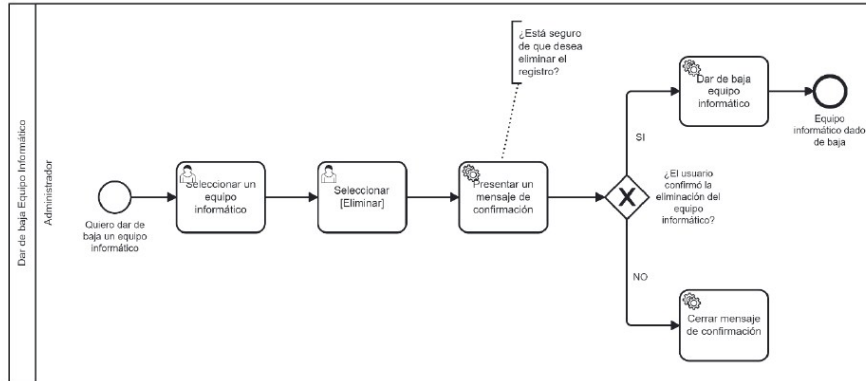 Dar de baja Equipo Informático
Administrador
Quiero dar de
baja un equipo
informático
Seleccionar un
equipo
informático
Seleccionar
[Eliminar]
¿Está seguro
de que desea
eliminar el
registro?
Presentar un
mensaje de
confirmación
¿El usuario
confirmó la
eliminación del
equipo
informático?
SI
Dar de baja
equipo
informático
Equipo
informático dado
de baja
NO
Cerrar mensaje
de confirmación